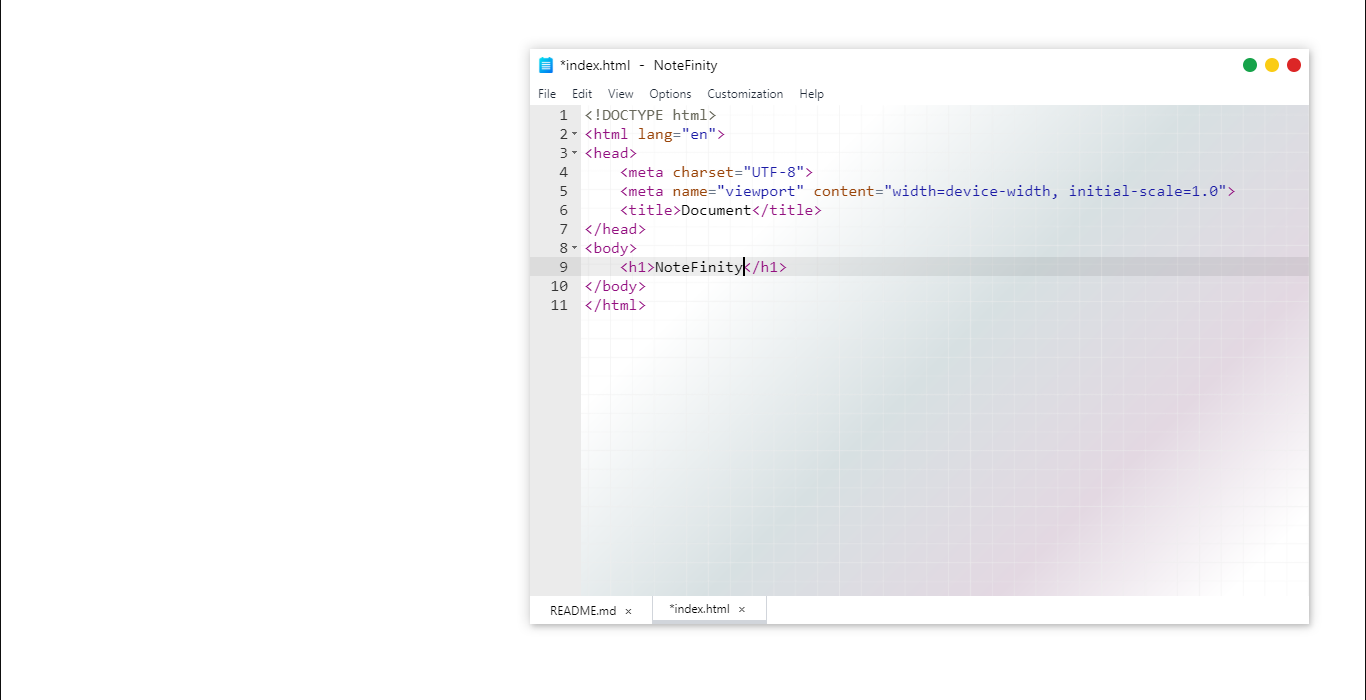 *index.html - NoteFinity
File Edit View Options Customization Help
1 <!DOCTYPE html>
2 <html lang="en">
3 <head>
4     <meta charset="UTF-8">
5     <meta name="viewport" content="width=device-width, initial-scale=1.0">
6     <title>Document</title>
7 </head>
8 <body>
9     <h1>NoteFinity</h1>
10 </body>
11 </html>
README.md × *index.html ×